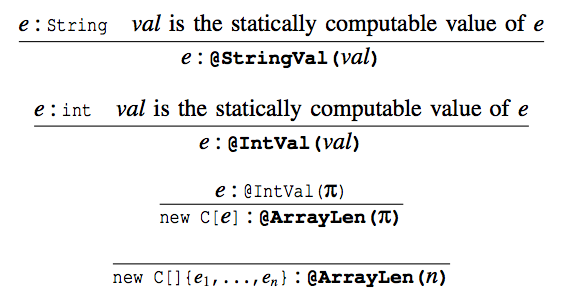 e : String val is the statically computable value of e
e : @StringVal(val)
e : int val is the statically computable value of e
e : @IntVal(val)
e : @IntVal(π)
new C[e] : @ArrayLen(π)
new C[]{e₁,...,eₙ} : @ArrayLen(n)